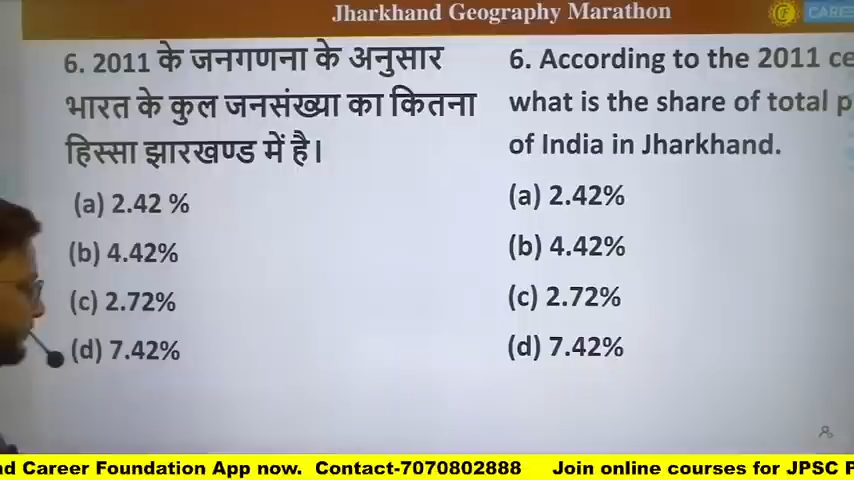 Jharkhand Geography Marathon
CAREE
6. 2011 के जनगणना के अनुसार
भारत के कुल जनसंख्या का कितना
हिस्सा झारखण्ड में है।
(a) 2.42 %
(b) 4.42%
(c) 2.72%
(d) 7.42%
6. According to the 2011 ce
what is the share of total p
of India in Jharkhand.
(a) 2.42%
(b) 4.42%
(c) 2.72%
(d) 7.42%
nd Career Foundation App now. Contact-7070802888 Join online courses for JPSC P